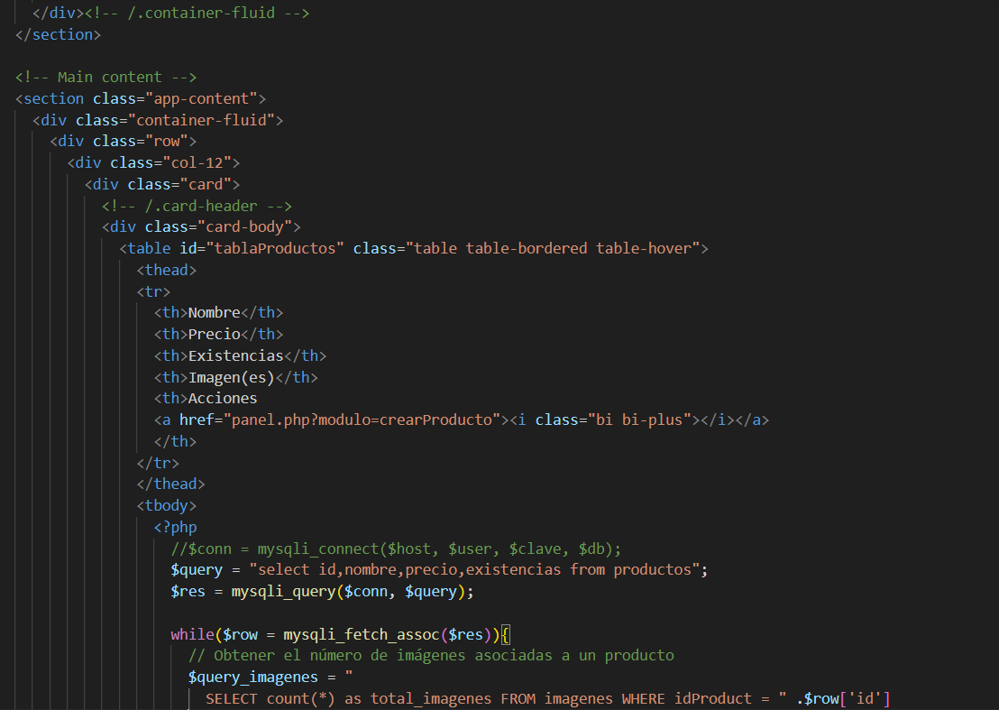 </div><!-- /.container-fluid -->
</section>
<!-- Main content -->
<section class="app-content">
<div class="container-fluid">
<div class="row">
<div class="col-12">
<div class="card">
<!-- /.card-header -->
<div class="card-body">
<table id="tablaProductos" class="table table-bordered table-hover">
<thead>
<tr>
<th>Nombre</th>
<th>Precio</th>
<th>Existencias</th>
<th>Imagen(es)</th>
<th>Acciones
<a href="panel.php?modulo=crearProducto"><i class="bi bi-plus"></i></a>
</th>
</tr>
</thead>
<tbody>
<?php
//$conn = mysqli_connect($host, $user, $clave, $db);
$query = "select id,nombre,precio,existencias from productos";
$res = mysqli_query($conn, $query);
while($row = mysqli_fetch_assoc($res)){
// Obtener el número de imágenes asociadas a un producto
$query_imagenes = "
SELECT count(*) as total_imagenes FROM imagenes WHERE idProduct = " .$row['id']